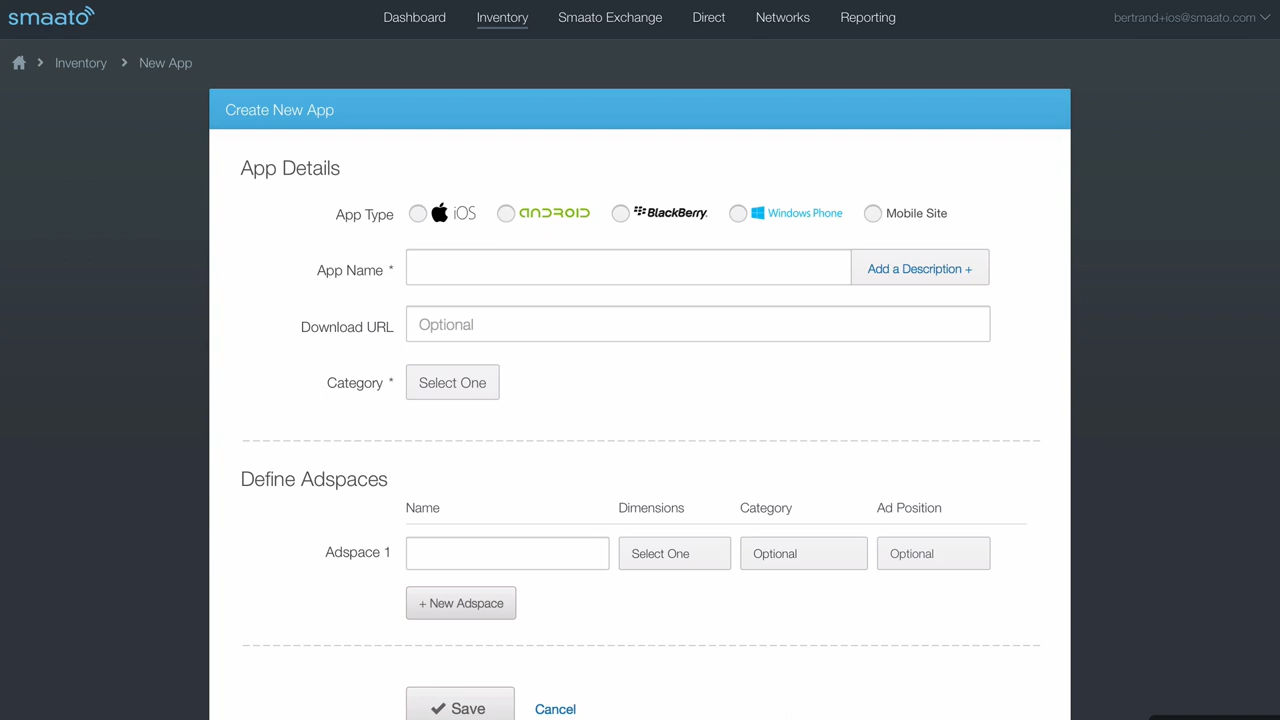 smaato Dashboard Inventory Smaato Exchange Direct Networks Reporting bertrand+ios@smaato.com
Inventory New App
Create New App
App Details
App Type iOS ANDROID BlackBerry Windows Phone Mobile Site
App Name * Add a Description +
Download URL Optional
Category * Select One
Define Adspaces
Name Dimensions Category Ad Position
Adspace 1 Select One Optional Optional
+ New Adspace
Save Cancel